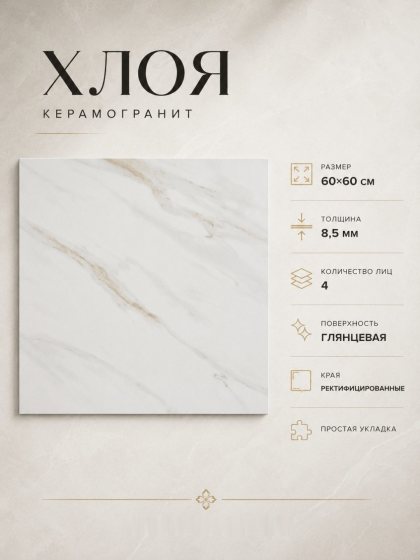 ХЛОЯ
КЕРАМОГРАНИТ
РАЗМЕР
60×60 СМ
ТОЛЩИНА
8,5 ММ
КОЛИЧЕСТВО ЛИЦ
4
ПОВЕРХНОСТЬ
ГЛЯНЦЕВАЯ
КРАЯ
РЕКТИФИЦИРОВАННЫЕ
ПРОСТАЯ УКЛАДКА